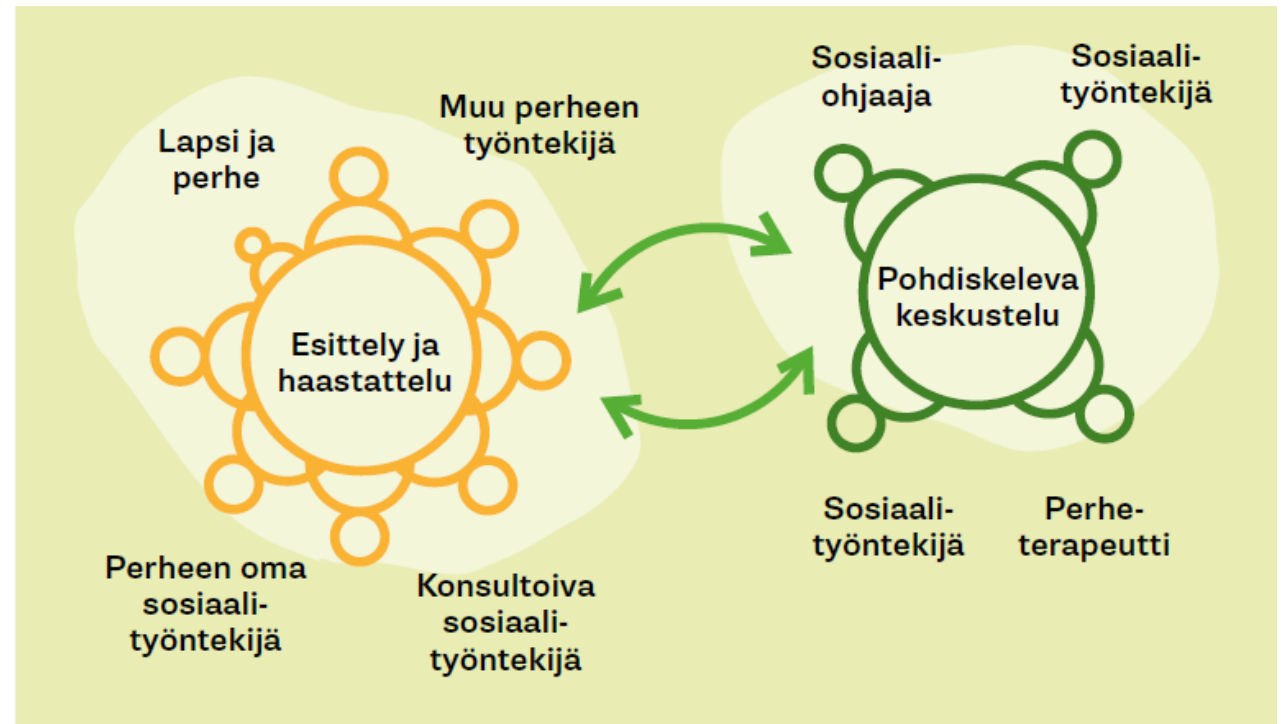 Lapsi ja
perhe
Muu perheen
työntekijä
Esittely ja
haastattelu
Perheen oma
sosiaali-
työntekijä
Konsultoiva
sosiaali-
työntekijä
Sosiaali-
ohjaaja
Sosiaali-
työntekijä
Pohdiskeleva
keskustelu
Sosiaali-
työntekijä
Perhe-
terapeutti